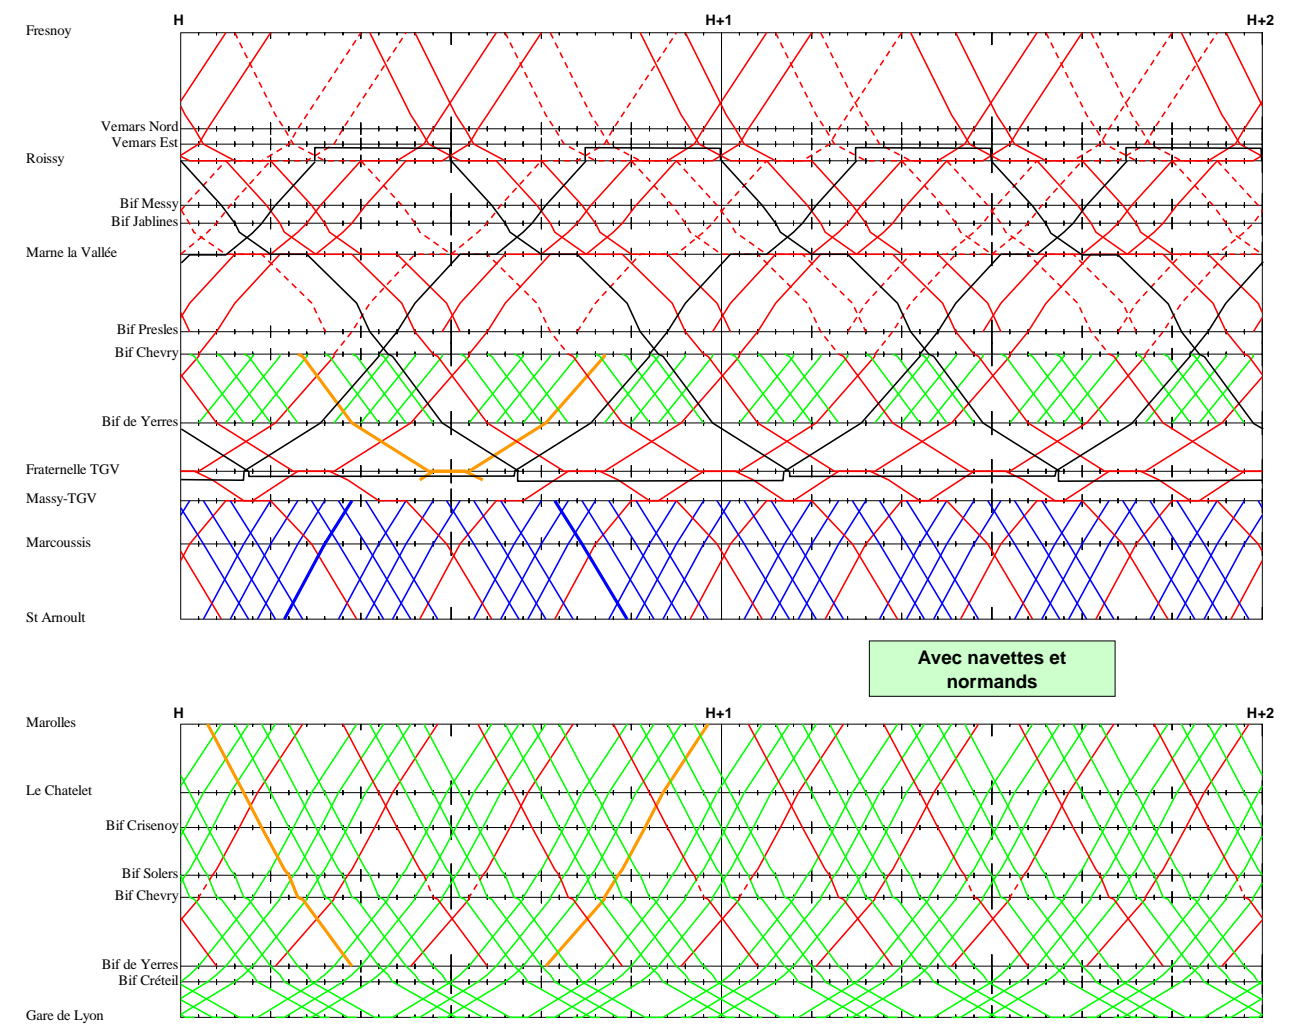 H H+1 H+2
Fresnoy
Vemars Nord
Vemars Est
Roissy
Bif Messy
Bif Jablines
Marne la Vallée
Bif Presles
Bif Chevry
Bif de Yerres
Fraternelle TGV
Massy-TGV
Marcoussis
St Arnoult
Avec navettes et
normands
H H+1 H+2
Marolles
Le Chatelet
Bif Crisenoy
Bif Solers
Bif Chevry
Bif de Yerres
Bif Créteil
Gare de Lyon